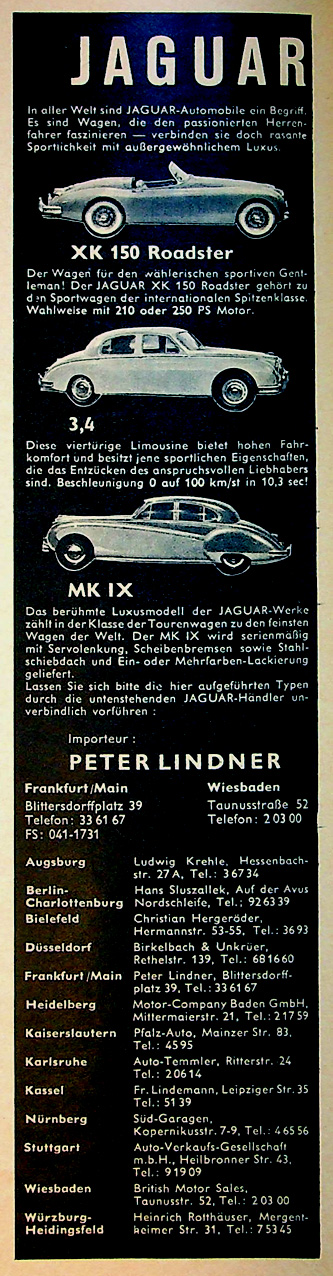 JAGUAR
In aller Welt sind JAGUAR-Automobile ein Begriff.
Es sind Wagen, die den passionierten Herren-
fahrer faszinieren — verbinden sie doch rasante
Sportlichkeit mit außergewöhnlichem Luxus.
XK 150 Roadster
Der Wagen für den wählerischen sportiven Gent-
leman! Der JAGUAR XK 150 Roadster gehört zu
den Sportwagen der internationalen Spitzenklasse.
Wahlweise mit 210 oder 250 PS Motor.
3,4
Diese viertürige Limousine bietet hohen Fahr-
komfort und besitzt jene sportlichen Eigenschaften,
die das Entzücken des anspruchsvollen Liebhabers
sind. Beschleunigung 0 auf 100 km/st in 10,3 sec!
MK IX
Das berühmte Luxusmodell der JAGUAR-Werke
zählt in der Klasse der Tourenwagen zu den feinsten
Wagen der Welt. Der MK IX wird serienmäßig
mit Servolenkung, Scheibenbremsen sowie Stahl-
schiebdach und Ein- oder Mehrfarben-Lackierung
geliefert.
Lassen Sie sich bitte die hier aufgeführten Typen
durch die untenstehenden JAGUAR-Händler un-
verbindlich vorführen :
Importeur :
PETER LINDNER
Frankfurt/Main Wiesbaden
Blittersdorffplatz 39 Taunusstraße 52
Telefon: 33 61 67 Telefon: 2 03 00
FS: 041-1731
Augsburg Ludwig Krehle, Hessenbach-
str. 27 A, Tel.: 3 67 34
Berlin- Hans Sluszallek, Auf der Avus
Charlottenburg Nordschleife, Tel.: 92 63 39
Bielefeld Christian Hergeröder,
Hermannstr. 53-55, Tel.: 36 93
Düsseldorf Birkelbach & Unkrüer,
Rethelstr. 139, Tel.: 68 16 60
Frankfurt/Main Peter Lindner, Blittersdorff-
platz 39, Tel.: 33 61 67
Heidelberg Motor-Company Baden GmbH,
Mittermaierstr. 21, Tel.: 2 17 59
Kaiserslautern Pfalz-Auto, Mainzer Str. 83,
Tel.: 45 95
Karlsruhe Auto-Temmler, Ritterstr. 24
Tel.: 2 06 14
Kassel Fr. Lindemann, Leipziger Str. 35
Tel.: 51 39
Nürnberg Süd-Garagen,
Kopernikusstr. 7-9, Tel.: 4 65 56
Stuttgart Auto-Verkaufs-Gesellschaft
m.b.H., Heilbronner Str. 43,
Tel.: 9 19 09
Wiesbaden British Motor Sales,
Taunusstr. 52, Tel.: 2 03 00
Würzburg- Heinrich Rotthäuser, Mergent-
Heidingsfeld heimer Str. 31, Tel.: 7 53 45